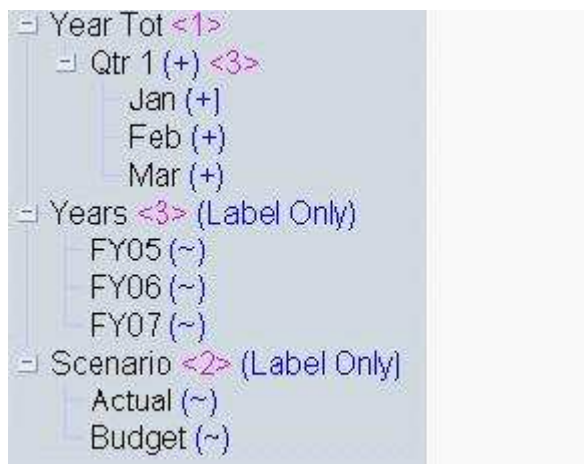 Year Tot <1>
Qtr 1 (+) <3>
Jan (+)
Feb (+)
Mar (+)
Years <3> (Label Only)
FY05 (~)
FY06 (~)
FY07 (~)
Scenario <2> (Label Only)
Actual (~)
Budget (~)